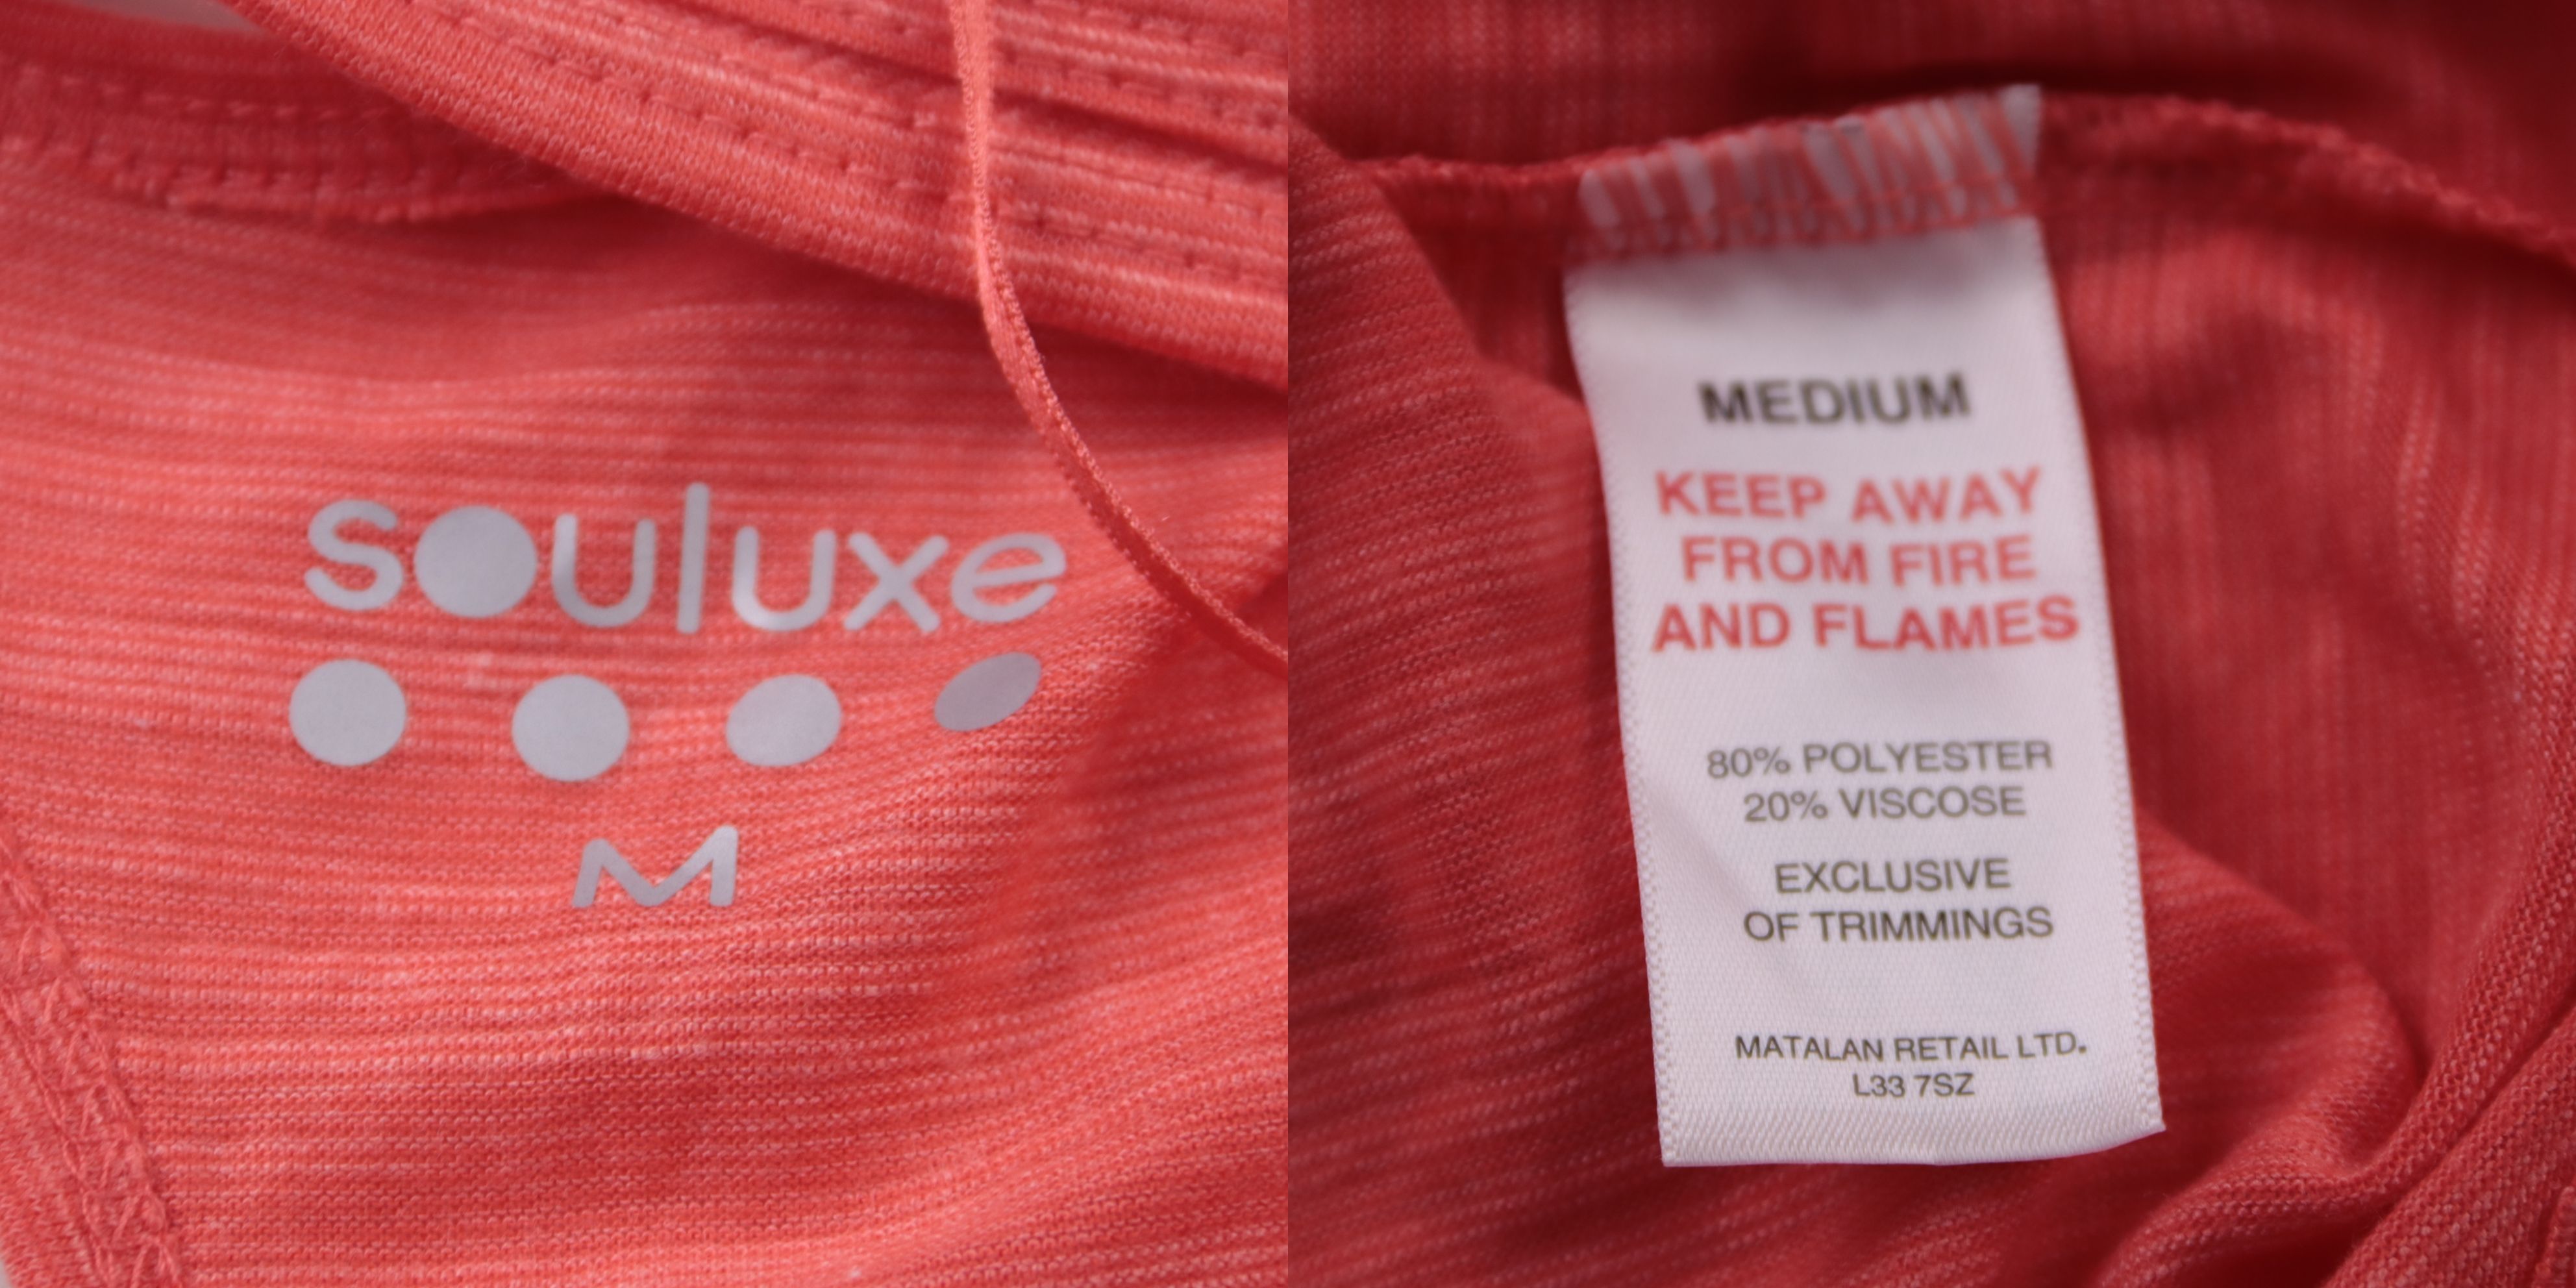 souluxe
M
MEDIUM
KEEP AWAY
FROM FIRE
AND FLAMES
80% POLYESTER
20% VISCOSE
EXCLUSIVE
OF TRIMMINGS
MATALAN RETAIL LTD.
L33 7SZ